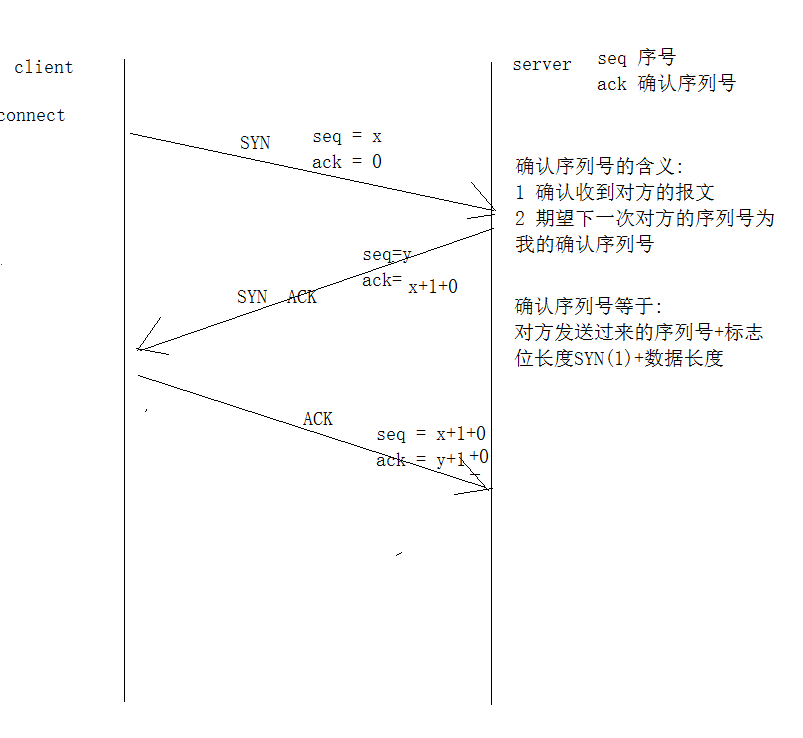 client
server
seq 序号
ack 确认序列号
connect
SYN
seq = x
ack = 0
确认序列号的含义:
1 确认收到对方的报文
2 期望下一次对方的序列号为
我的确认序列号
seq=y
ack= x+1+0
SYN ACK
确认序列号等于:
对方发送过来的序列号+标志
位长度SYN(1)+数据长度
ACK
seq = x+1+0
ack = y+1+0